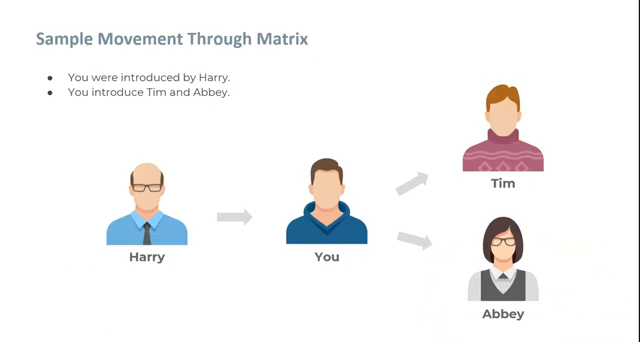 Sample Movement Through Matrix
● You were introduced by Harry.
● You introduce Tim and Abbey.
Tim
Harry
You
Abbey